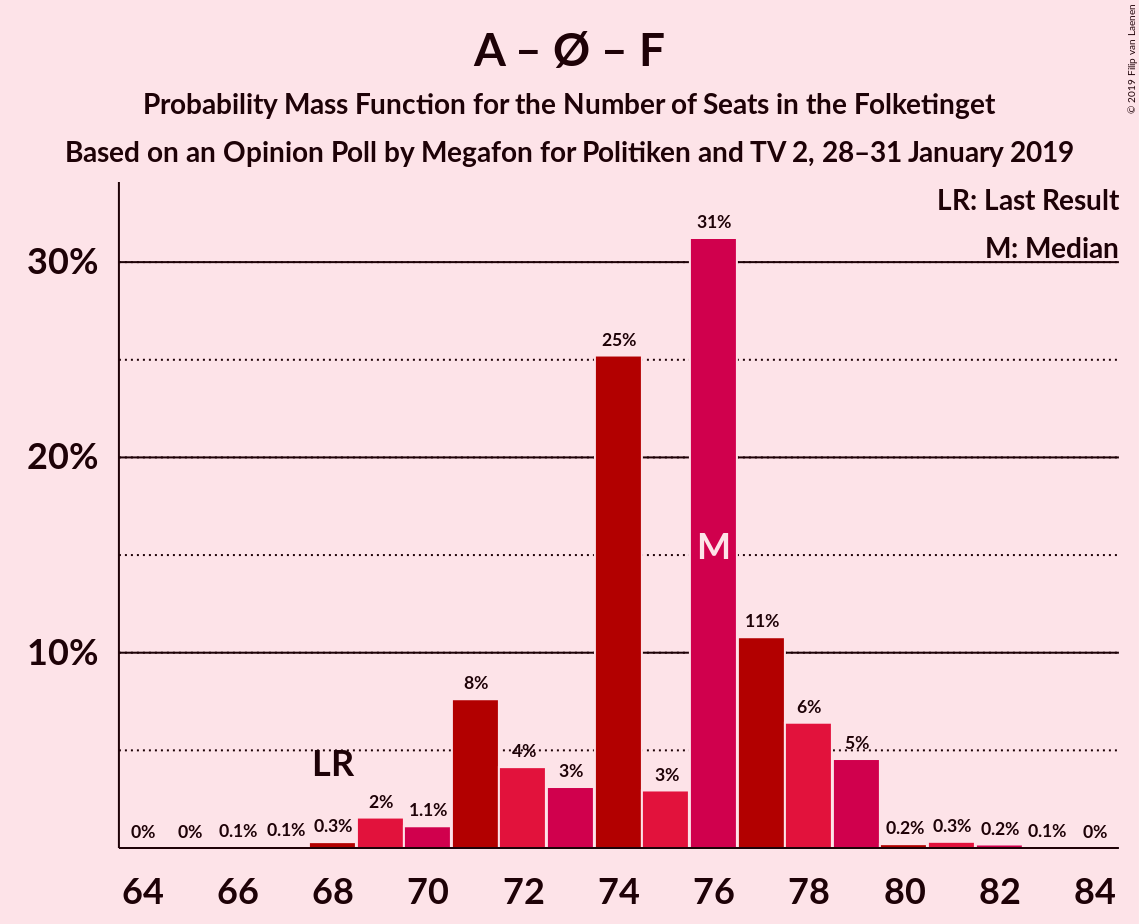 A – Ø – F
Probability Mass Function for the Number of Seats in the Folketinget
Based on an Opinion Poll by Megafon for Politiken and TV 2, 28–31 January 2019
© 2019 Filip van Laenen
LR: Last Result
M: Median
30%
20%
10%
0%
0%
0.1%
0.1%
0.3%
LR
2%
1.1%
8%
4%
3%
25%
3%
31%
M
11%
6%
5%
0.2%
0.3%
0.2%
0.1%
0%
64 66 68 70 72 74 76 78 80 82 84